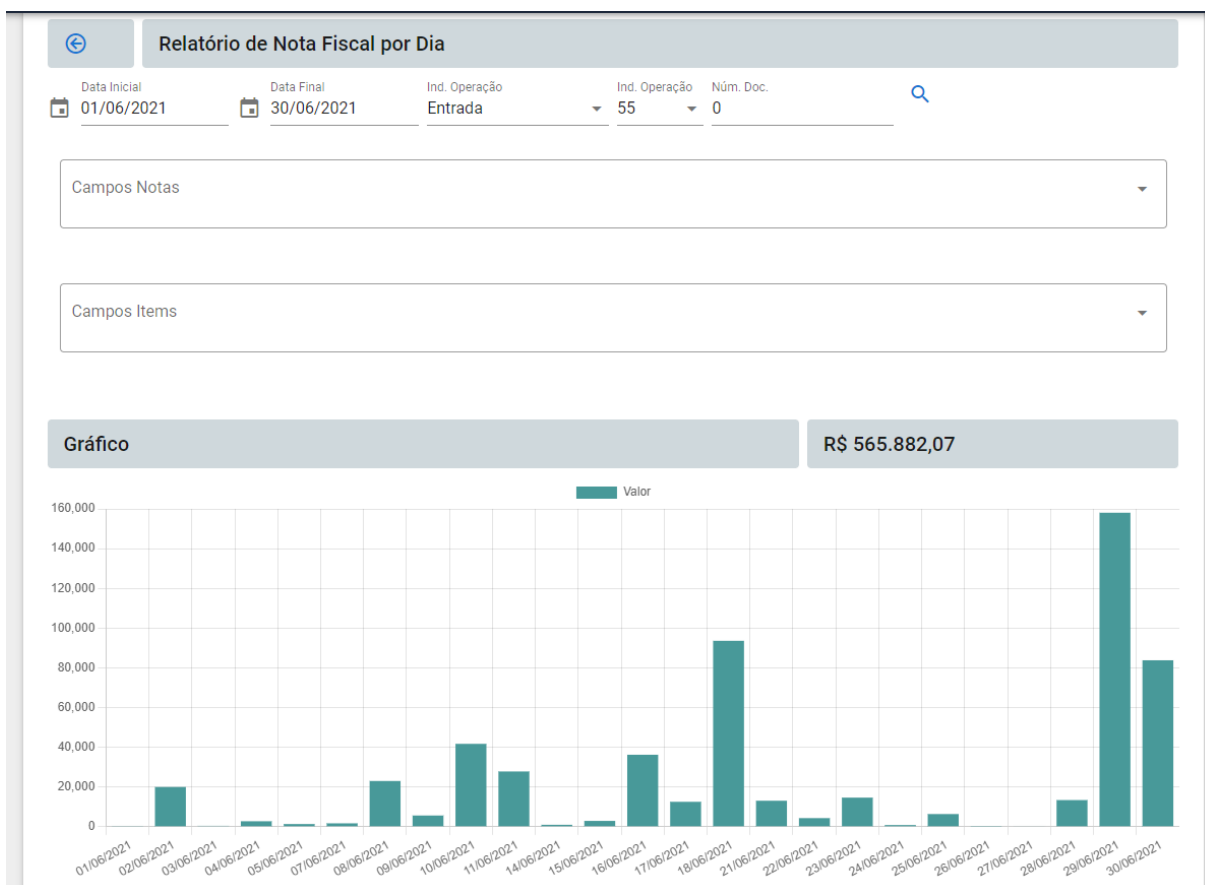 Relatório de Nota Fiscal por Dia
Data Inicial Data Final Ind. Operação Ind. Operação Núm. Doc.
01/06/2021 30/06/2021 Entrada 55 0
Campos Notas
Campos Items
Gráfico R$ 565.882,07
Valor
160,000
140,000
120,000
100,000
80,000
60,000
40,000
20,000
0
01/06/2021 02/06/2021 03/06/2021 04/06/2021 05/06/2021 07/06/2021 08/06/2021 09/06/2021 10/06/2021 11/06/2021 14/06/2021 15/06/2021 16/06/2021 17/06/2021 18/06/2021 21/06/2021 22/06/2021 23/06/2021 24/06/2021 25/06/2021 26/06/2021 27/06/2021 28/06/2021 29/06/2021 30/06/2021